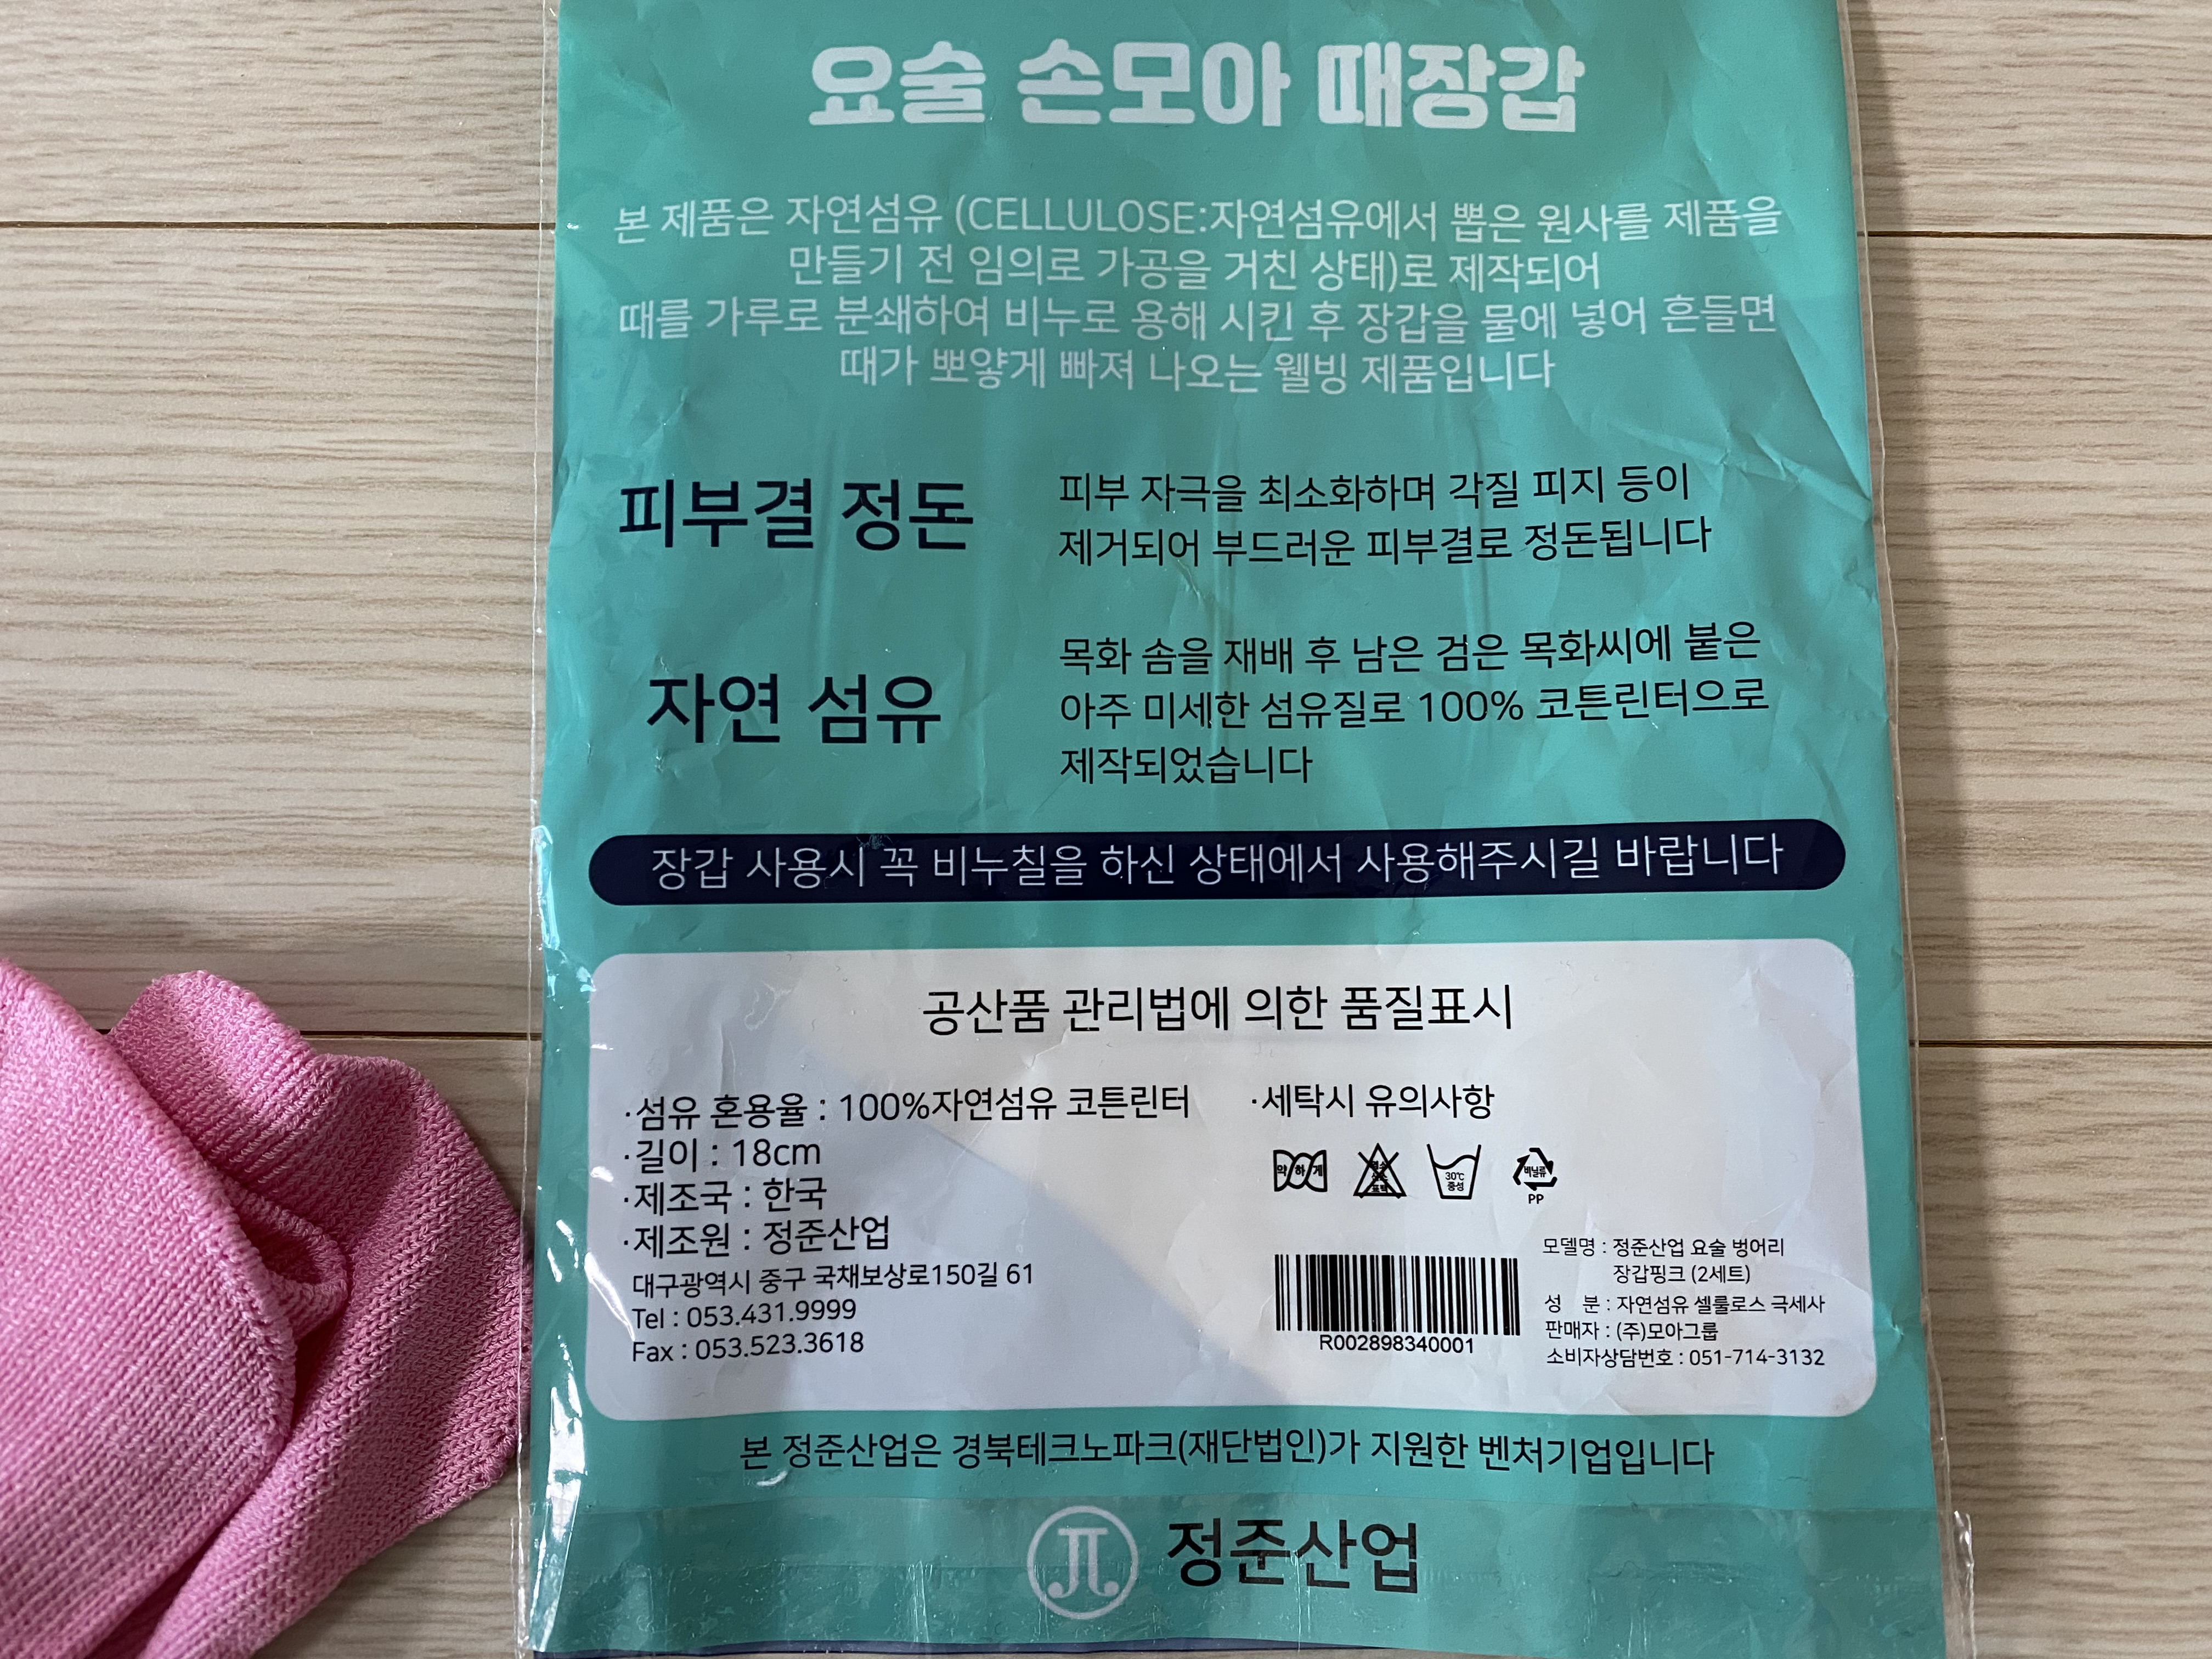 요술 손모아 때장갑
본 제품은 자연섬유 (CELLULOSE:자연섬유에서 뽑은 원사를 제품을
만들기 전 임의로 가공을 거친 상태)로 제작되어
때를 가루로 분쇄하여 비누로 용해 시킨 후 장갑을 물에 넣어 흔들면
때가 뽀얗게 빠져 나오는 웰빙 제품입니다
피부결 정돈
피부 자극을 최소화하며 각질 피지 등이
제거되어 부드러운 피부결로 정돈됩니다
자연 섬유
목화 솜을 재배 후 남은 검은 목화씨에 붙은
아주 미세한 섬유질로 100% 코튼린터으로
제작되었습니다
장갑 사용시 꼭 비누칠을 하신 상태에서 사용해주시길 바랍니다
공산품 관리법에 의한 품질표시
·섬유 혼용율 : 100%자연섬유 코튼린터
·길이 : 18cm
·제조국 : 한국
·제조원 : 정준산업
대구광역시 중구 국채보상로150길 61
Tel : 053.431.9999
Fax : 053.523.3618
·세탁시 유의사항
약하게
30℃
중성
비닐류
PP
R002898340001
모델명 : 정준산업 요술 벙어리
장갑핑크 (2세트)
성 분 : 자연섬유 셀룰로스 극세사
판매자 : (주)모아그룹
소비자상담번호 : 051-714-3132
본 정준산업은 경북테크노파크(재단법인)가 지원한 벤처기업입니다
정준산업